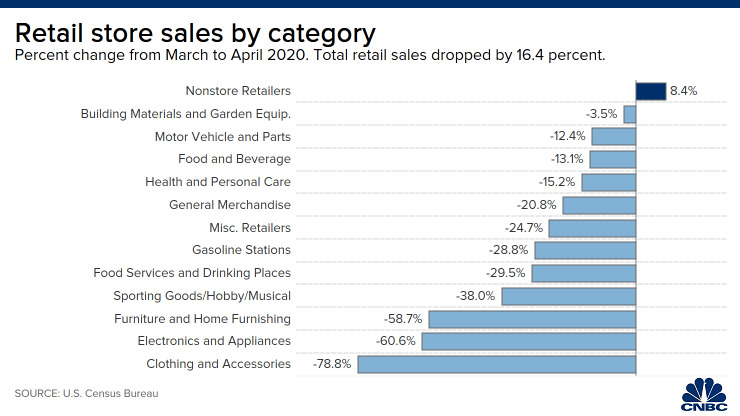 Retail store sales by category
Percent change from March to April 2020. Total retail sales dropped by 16.4 percent.
Nonstore Retailers 8.4%
Building Materials and Garden Equip. -3.5%
Motor Vehicle and Parts -12.4%
Food and Beverage -13.1%
Health and Personal Care -15.2%
General Merchandise -20.8%
Misc. Retailers -24.7%
Gasoline Stations -28.8%
Food Services and Drinking Places -29.5%
Sporting Goods/Hobby/Musical -38.0%
Furniture and Home Furnishing -58.7%
Electronics and Appliances -60.6%
Clothing and Accessories -78.8%
SOURCE: U.S. Census Bureau
CNBC